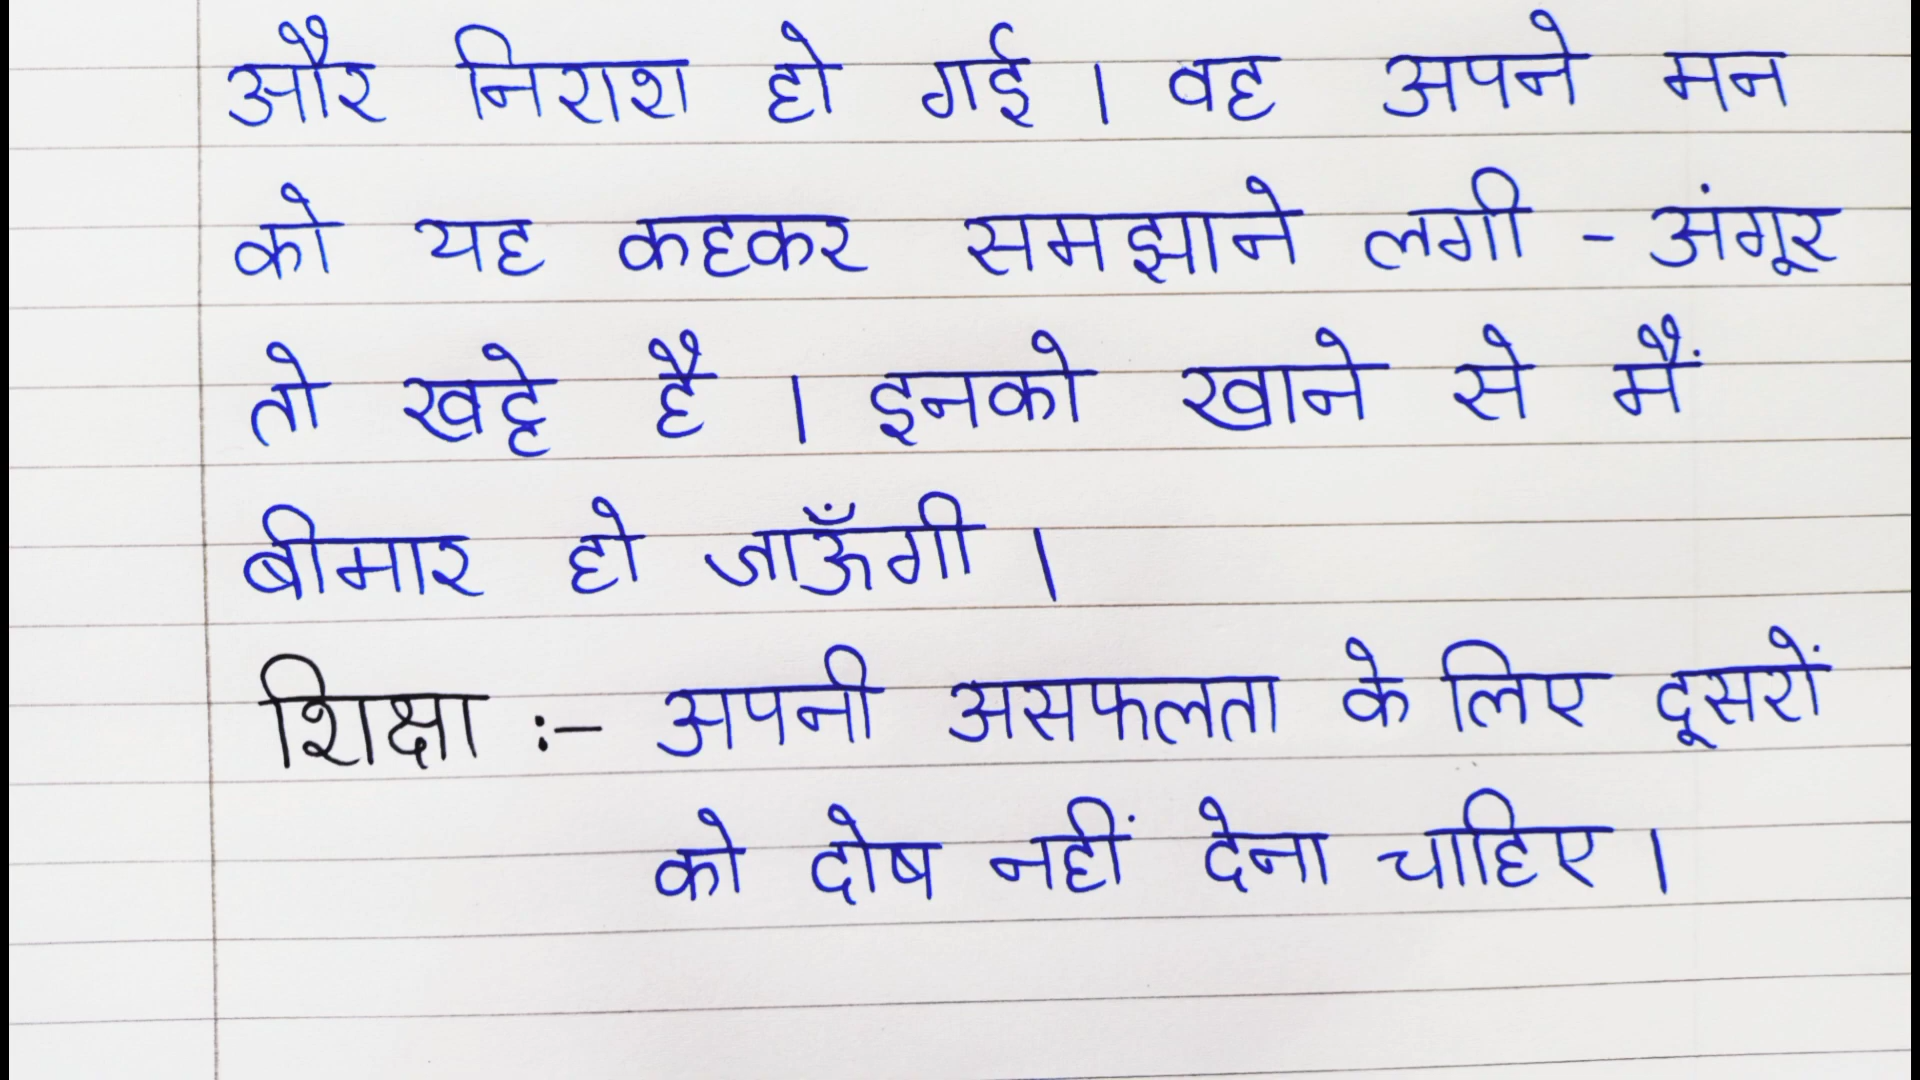 और निराश हो गई । वह अपने मन
को यह कहकर समझाने लगी - अंगूर
तो खट्टे है । इनको खाने से मैं
बीमार हो जाऊँगी ।
शिक्षा :- अपनी असफलता के लिए दूसरों
को दोष नहीं देना चाहिए ।